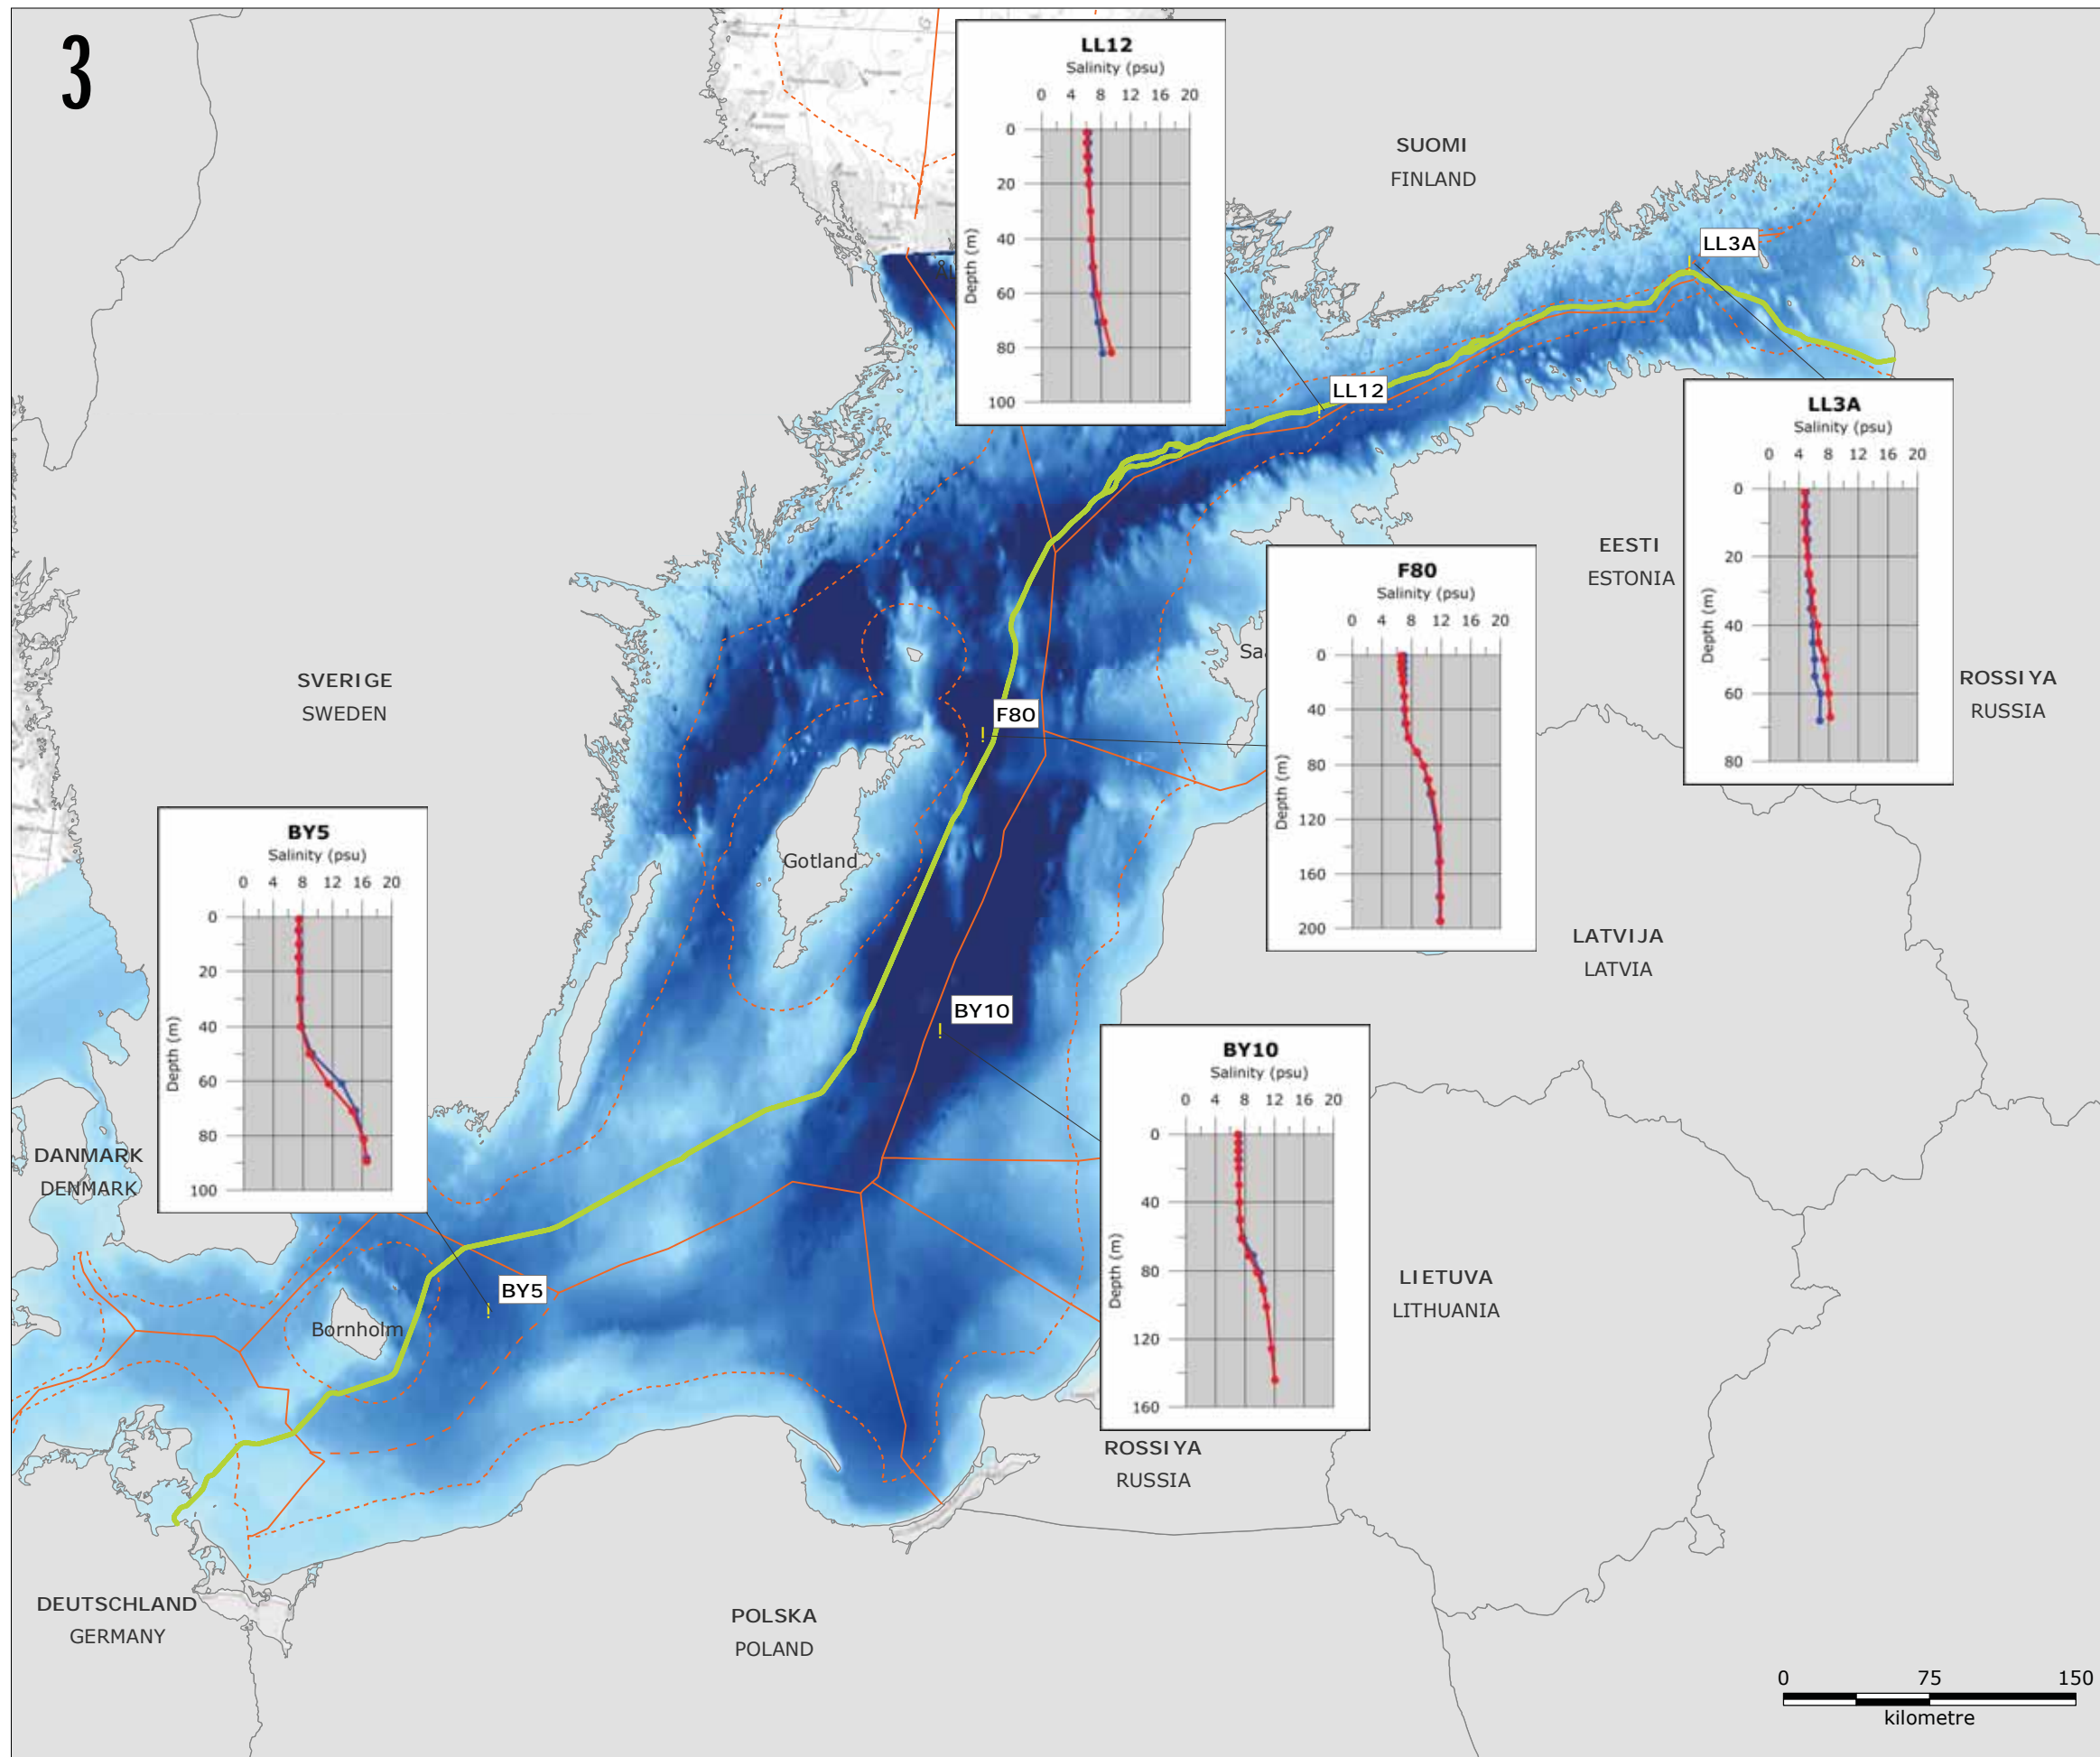 3
LL12
Salinity (psu)
0 4 8 12 16 20
0
20
40
60
80
100
Depth (m)
SUOMI
FINLAND
LL3A
LL12
LL3A
Salinity (psu)
0 4 8 12 16 20
0
20
40
60
80
Depth (m)
EESTI
ESTONIA
ROSSIYA
RUSSIA
F80
Salinity (psu)
0 4 8 12 16 20
0
40
80
120
160
200
Depth (m)
SVERIGE
SWEDEN
F80
Gotland
BY5
Salinity (psu)
0 4 8 12 16 20
0
20
40
60
80
100
Depth (m)
LATVIJA
LATVIA
BY10
BY10
Salinity (psu)
0 4 8 12 16 20
0
40
80
120
160
Depth (m)
DANMARK
DENMARK
BY5
Bornholm
LIETUVA
LITHUANIA
ROSSIYA
RUSSIA
DEUTSCHLAND
GERMANY
POLSKA
POLAND
0 75 150
kilometre